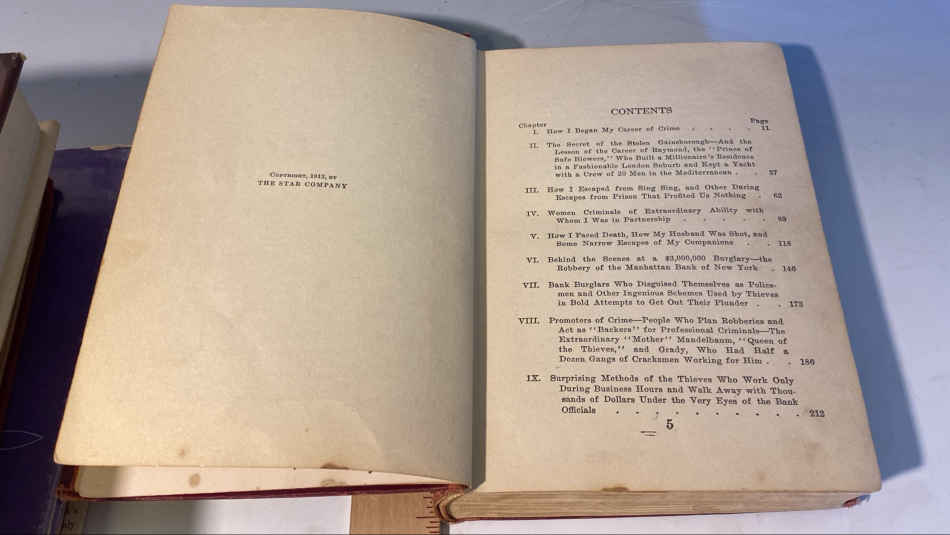 COPYRIGHT, 1912, BY
THE STAR COMPANY
CONTENTS
Chapter Page
I. How I Began My Career of Crime . . . . 11
II. The Secret of the Stolen Gainsborough—And the
Lesson of the Career of Raymond, the "Prince of
Safe Blowers," Who Built a Millionaire's Residence
in a Fashionable London Suburb and Kept a Yacht
with a Crew of 20 Men in the Mediterranean . . 37
III. How I Escaped from Sing Sing, and Other Daring
Escapes from Prison That Profited Us Nothing . 62
IV. Women Criminals of Extraordinary Ability with
Whom I Was in Partnership . . . . . 89
V. How I Faced Death, How My Husband Was Shot, and
Some Narrow Escapes of My Companions . . 118
VI. Behind the Scenes at a $3,000,000 Burglary—the
Robbery of the Manhattan Bank of New York . 146
VII. Bank Burglars Who Disguised Themselves as Police-
men and Other Ingenious Schemes Used by Thieves
in Bold Attempts to Get Out Their Plunder . . 173
VIII. Promoters of Crime—People Who Plan Robberies and
Act as "Backers" for Professional Criminals—The
Extraordinary "Mother" Mandelbaum, "Queen of
the Thieves," and Grady, Who Had Half a
Dozen Gangs of Cracksmen Working for Him . . 186
IX. Surprising Methods of the Thieves Who Work Only
During Business Hours and Walk Away with Thou-
sands of Dollars Under the Very Eyes of the Bank
Officials . . . . . . . . . . 212
5